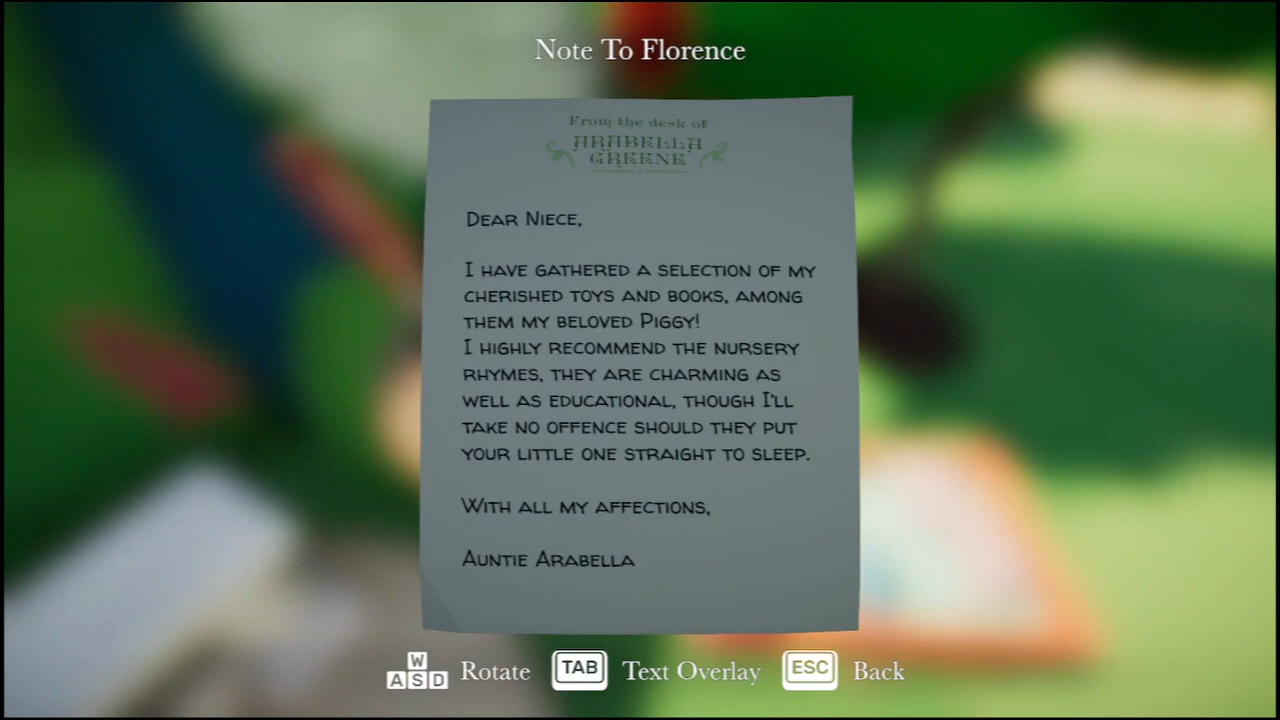 Note To Florence
From the desk of
ARABELLA
GREENE
DEAR NIECE,
I HAVE GATHERED A SELECTION OF MY
CHERISHED TOYS AND BOOKS, AMONG
THEM MY BELOVED PIGGY!
I HIGHLY RECOMMEND THE NURSERY
RHYMES, THEY ARE CHARMING AS
WELL AS EDUCATIONAL, THOUGH I'LL
TAKE NO OFFENCE SHOULD THEY PUT
YOUR LITTLE ONE STRAIGHT TO SLEEP.
WITH ALL MY AFFECTIONS,
AUNTIE ARABELLA
W
A S D Rotate TAB Text Overlay ESC Back